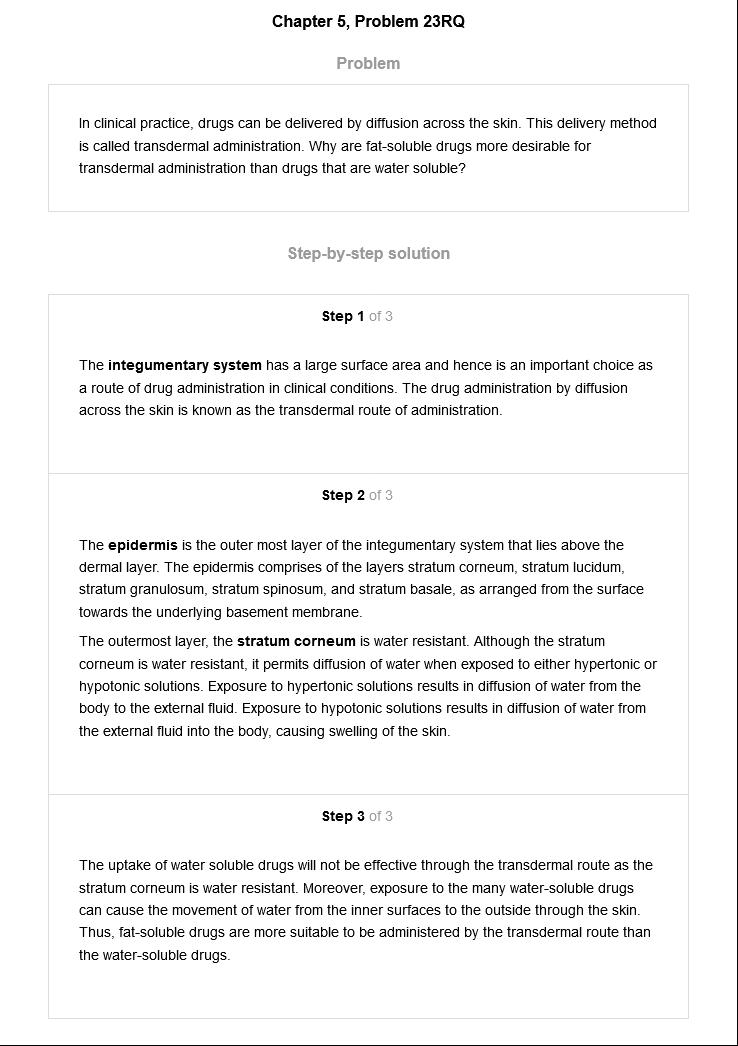 Chapter 5, Problem 23RQ
Problem
In clinical practice, drugs can be delivered by diffusion across the skin. This delivery method
is called transdermal administration. Why are fat-soluble drugs more desirable for
transdermal administration than drugs that are water soluble?
Step-by-step solution
Step 1 of 3
The integumentary system has a large surface area and hence is an important choice as
a route of drug administration in clinical conditions. The drug administration by diffusion
across the skin is known as the transdermal route of administration.
Step 2 of 3
The epidermis is the outer most layer of the integumentary system that lies above the
dermal layer. The epidermis comprises of the layers stratum corneum, stratum lucidum,
stratum granulosum, stratum spinosum, and stratum basale, as arranged from the surface
towards the underlying basement membrane.
The outermost layer, the stratum corneum is water resistant. Although the stratum
corneum is water resistant, it permits diffusion of water when exposed to either hypertonic or
hypotonic solutions. Exposure to hypertonic solutions results in diffusion of water from the
body to the external fluid. Exposure to hypotonic solutions results in diffusion of water from
the external fluid into the body, causing swelling of the skin.
Step 3 of 3
The uptake of water soluble drugs will not be effective through the transdermal route as the
stratum corneum is water resistant. Moreover, exposure to the many water-soluble drugs
can cause the movement of water from the inner surfaces to the outside through the skin.
Thus, fat-soluble drugs are more suitable to be administered by the transdermal route than
the water-soluble drugs.